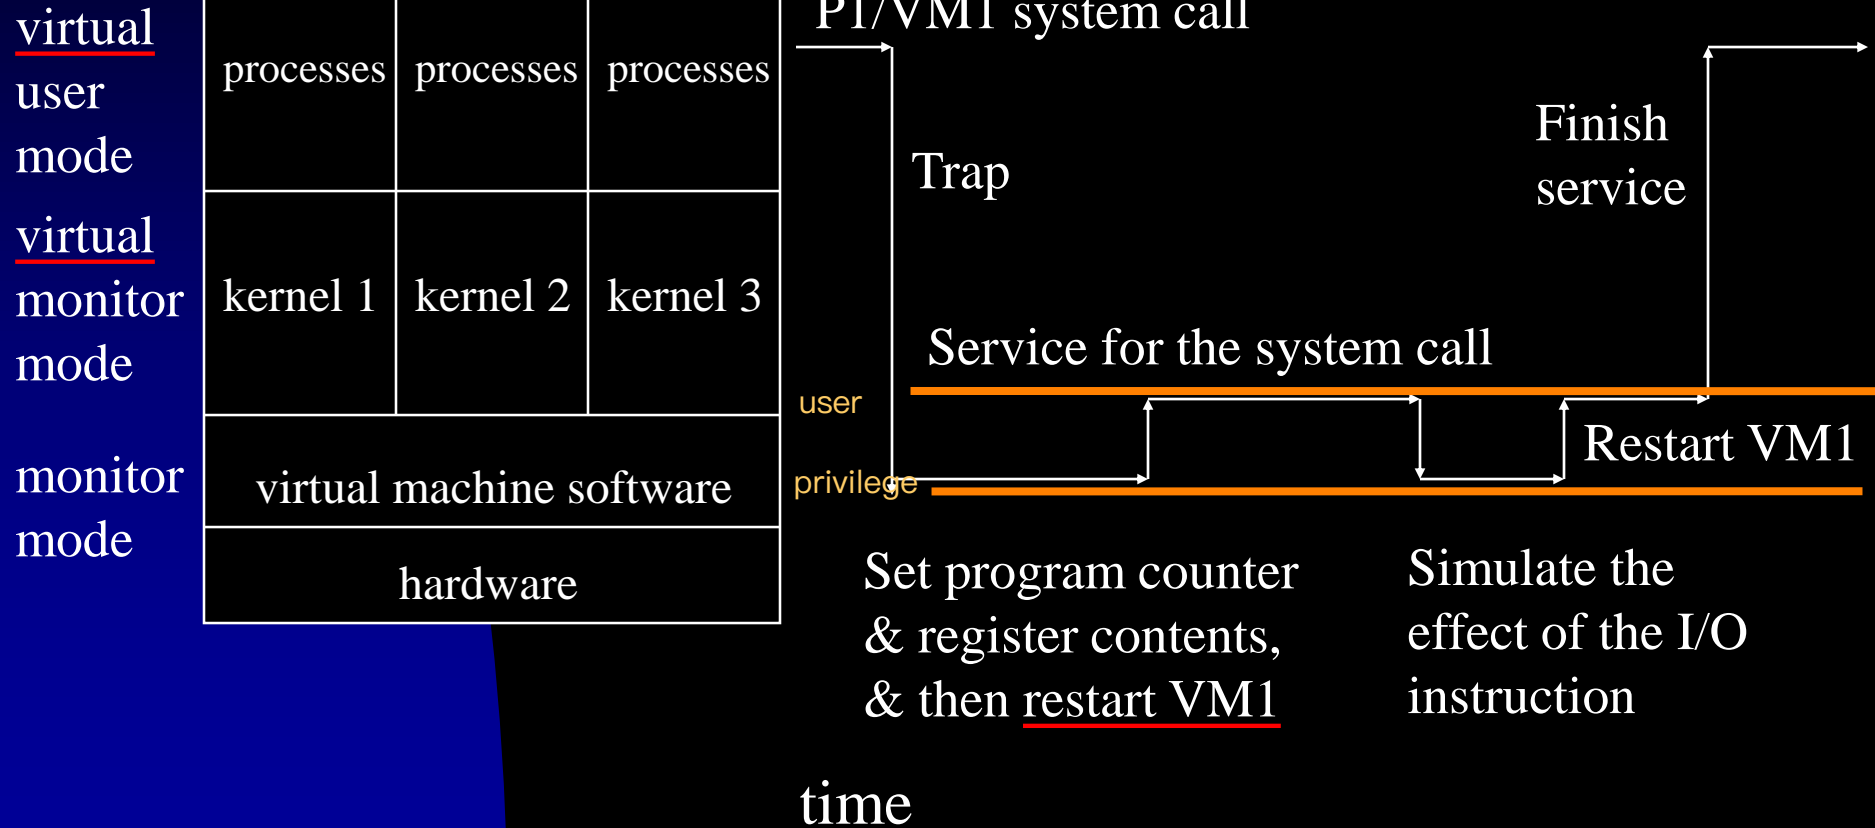 virtual
user
mode
virtual
monitor
mode
monitor
mode
processes processes processes
kernel 1 kernel 2 kernel 3
virtual machine software
hardware
P1/VM1 system call
Trap
Finish
service
Service for the system call
user
Restart VM1
privilege
Set program counter
& register contents,
& then restart VM1
Simulate the
effect of the I/O
instruction
time